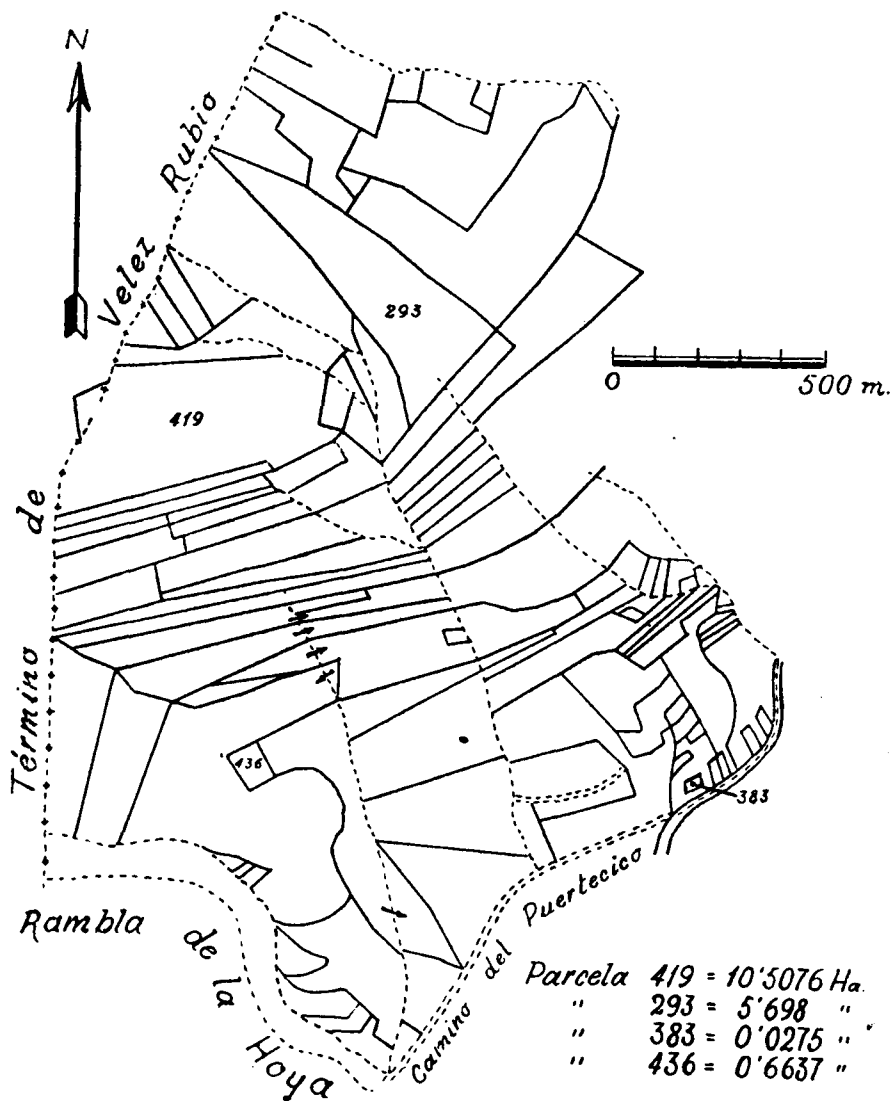 N
Término de Velez Rubio
293
419
0 500 m.
436
383
Rambla de la Hoya
Camino del Puertecico
Parcela 419 = 10'5076 Ha.
" 293 = 5'698 "
" 383 = 0'0275 "
" 436 = 0'6637 "